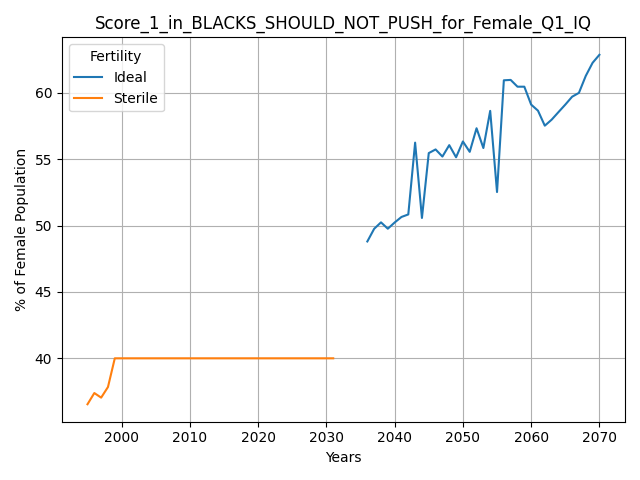 Score_1_in_BLACKS_SHOULD_NOT_PUSH_for_Female_Q1_IQ
Fertility
Ideal
Sterile
% of Female Population
60
55
50
45
40
2000 2010 2020 2030 2040 2050 2060 2070
Years